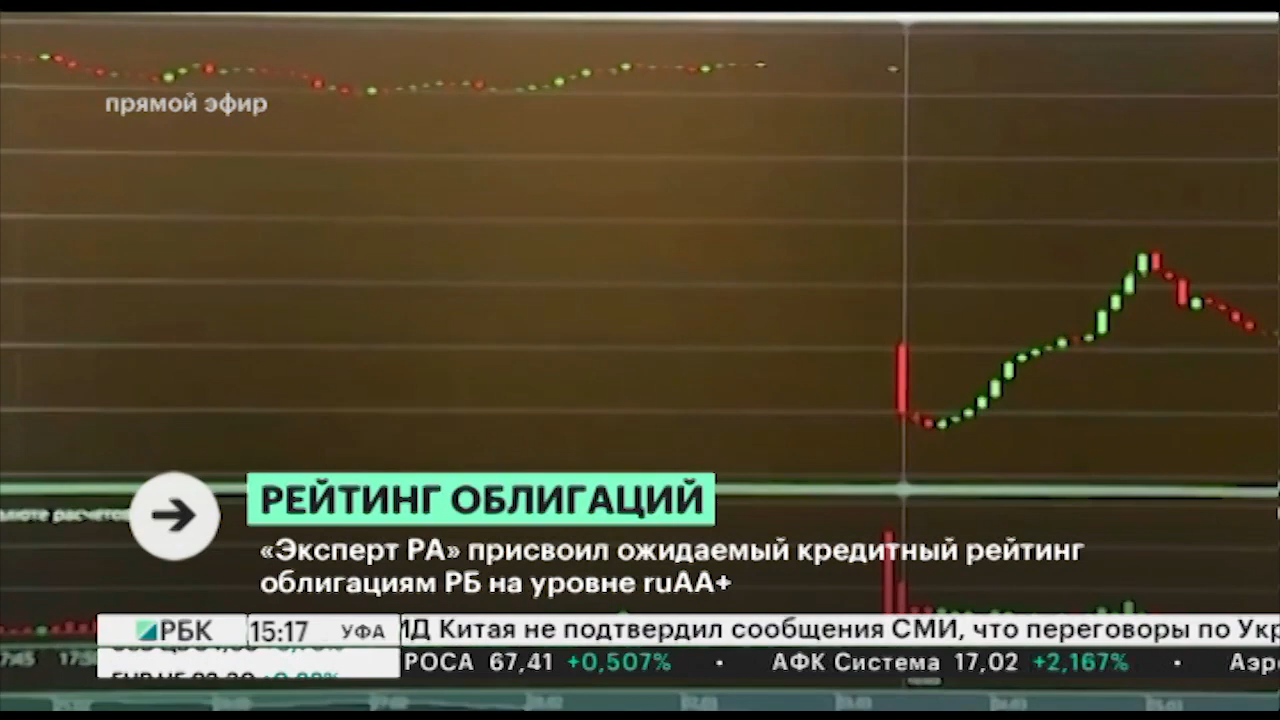 прямой эфир
РЕЙТИНГ ОБЛИГАЦИЙ
«Эксперт РА» присвоил ожидаемый кредитный рейтинг
облигациям РБ на уровне ruAA+
РБК 15:17 УФА
ИД Китая не подтвердил сообщения СМИ, что переговоры по Укр
РОСА 67,41 +0,507% • АФК Система 17,02 +2,167% • Аэро